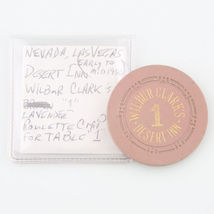 NEVADA, LAS VEGAS
DESERT INN EARLY TO
MID 195
WILBUR CLARK'S
"1"
LAVENDER
ROULETTE CHIP
FOR TABLE 1
WILBUR CLARK'S
1
DESERT INN